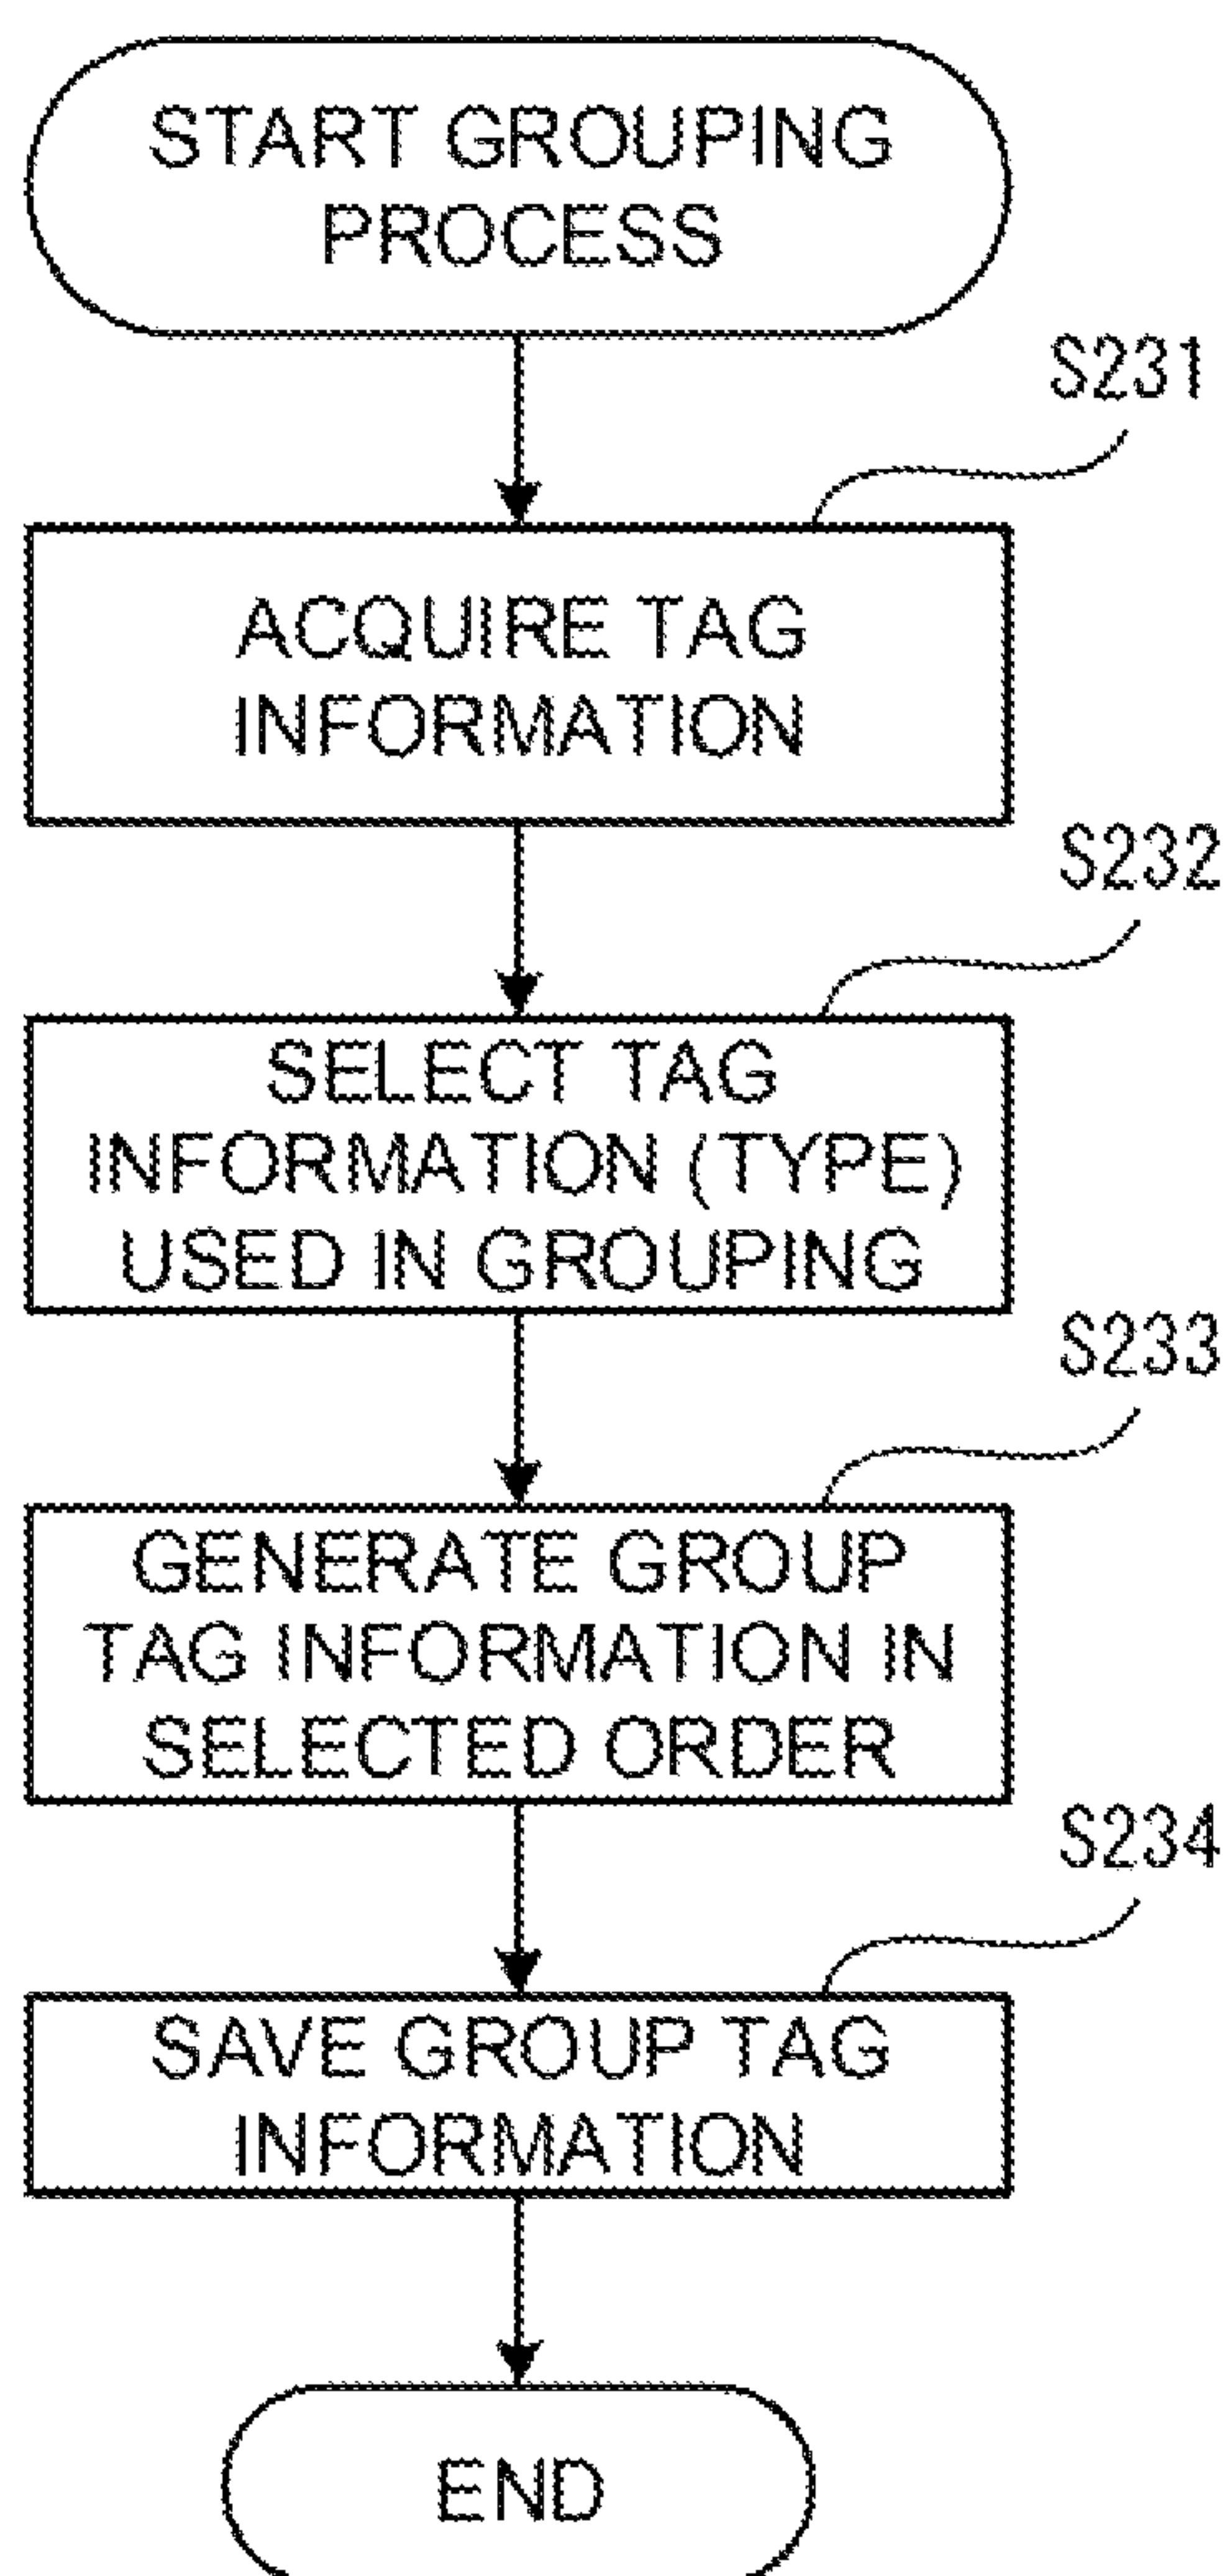 START GROUPING
PROCESS
S231
ACQUIRE TAG
INFORMATION
S232
SELECT TAG
INFORMATION (TYPE)
USED IN GROUPING
S233
GENERATE GROUP
TAG INFORMATION IN
SELECTED ORDER
S234
SAVE GROUP TAG
INFORMATION
END